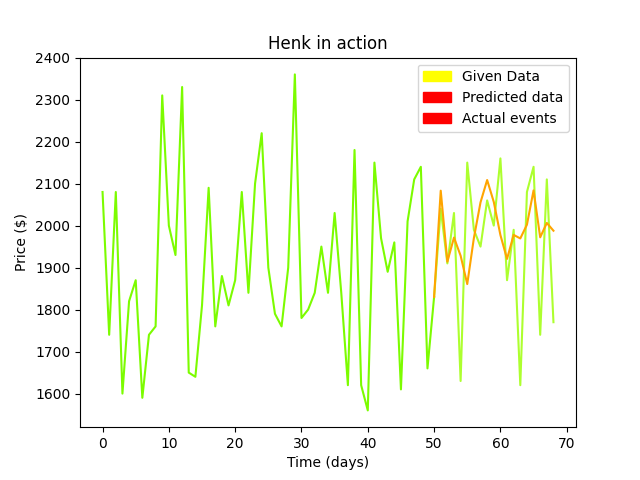 Henk in action
Given Data
Predicted data
Actual events
Price ($)
2400
2300
2200
2100
2000
1900
1800
1700
1600
0 10 20 30 40 50 60 70
Time (days)